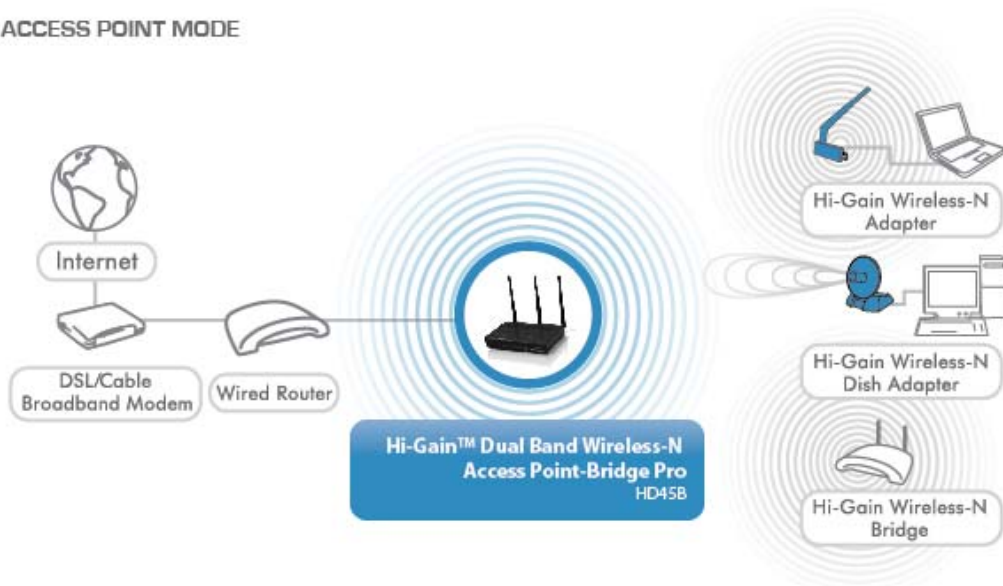 ACCESS POINT MODE
Internet
DSL/Cable
Broadband Modem
Wired Router
Hi-Gain™ Dual Band Wireless-N
Access Point-Bridge Pro
HD45B
Hi-Gain Wireless-N
Adapter
Hi-Gain Wireless-N
Dish Adapter
Hi-Gain Wireless-N
Bridge